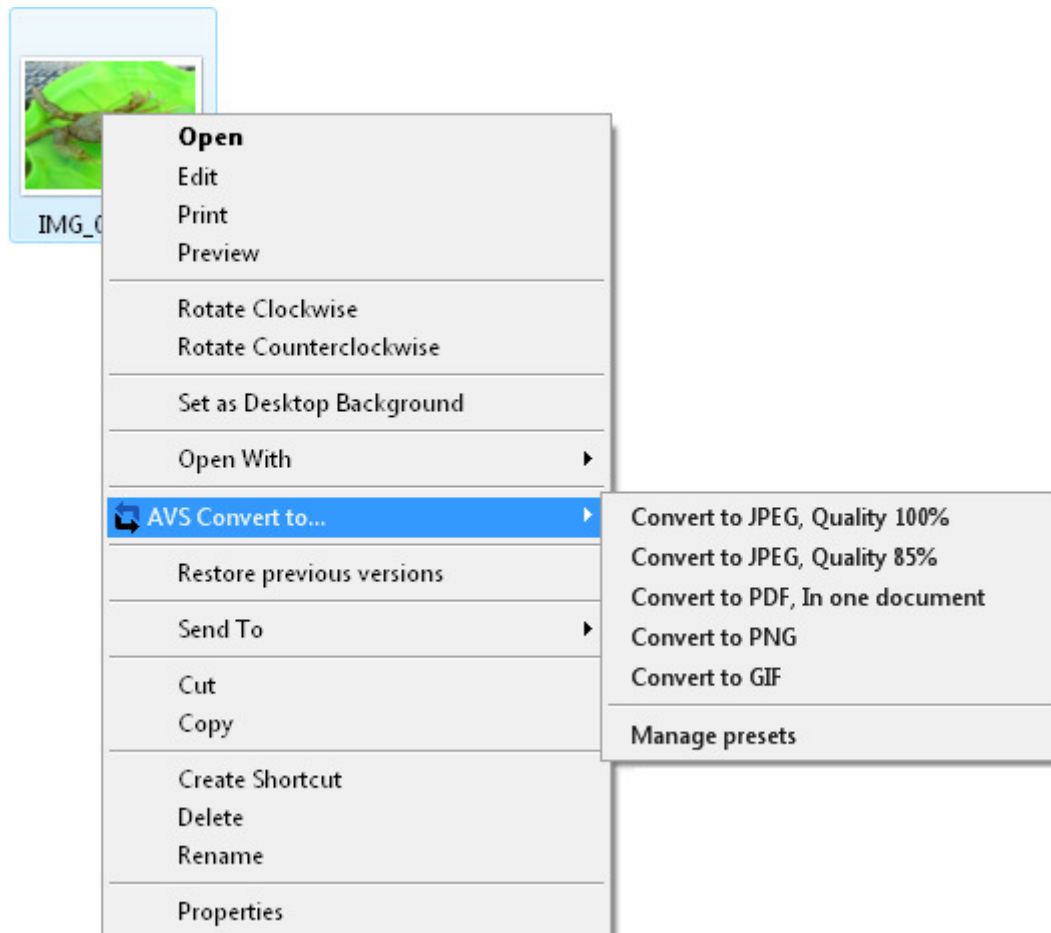 IMG_0
Open
Edit
Print
Preview
Rotate Clockwise
Rotate Counterclockwise
Set as Desktop Background
Open With
AVS Convert to...
Restore previous versions
Send To
Cut
Copy
Create Shortcut
Delete
Rename
Properties
Convert to JPEG, Quality 100%
Convert to JPEG, Quality 85%
Convert to PDF, In one document
Convert to PNG
Convert to GIF
Manage presets